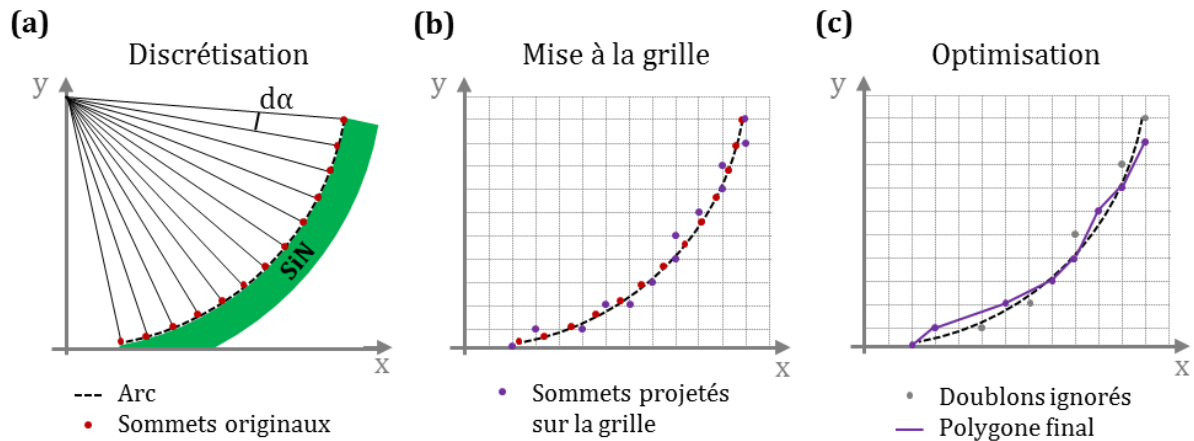 (a)
Discrétisation
y
dα
SiN
x
Arc
Sommets originaux
(b)
Mise à la grille
y
x
Sommets projetés
sur la grille
(c)
Optimisation
y
x
Doublons ignorés
Polygone final